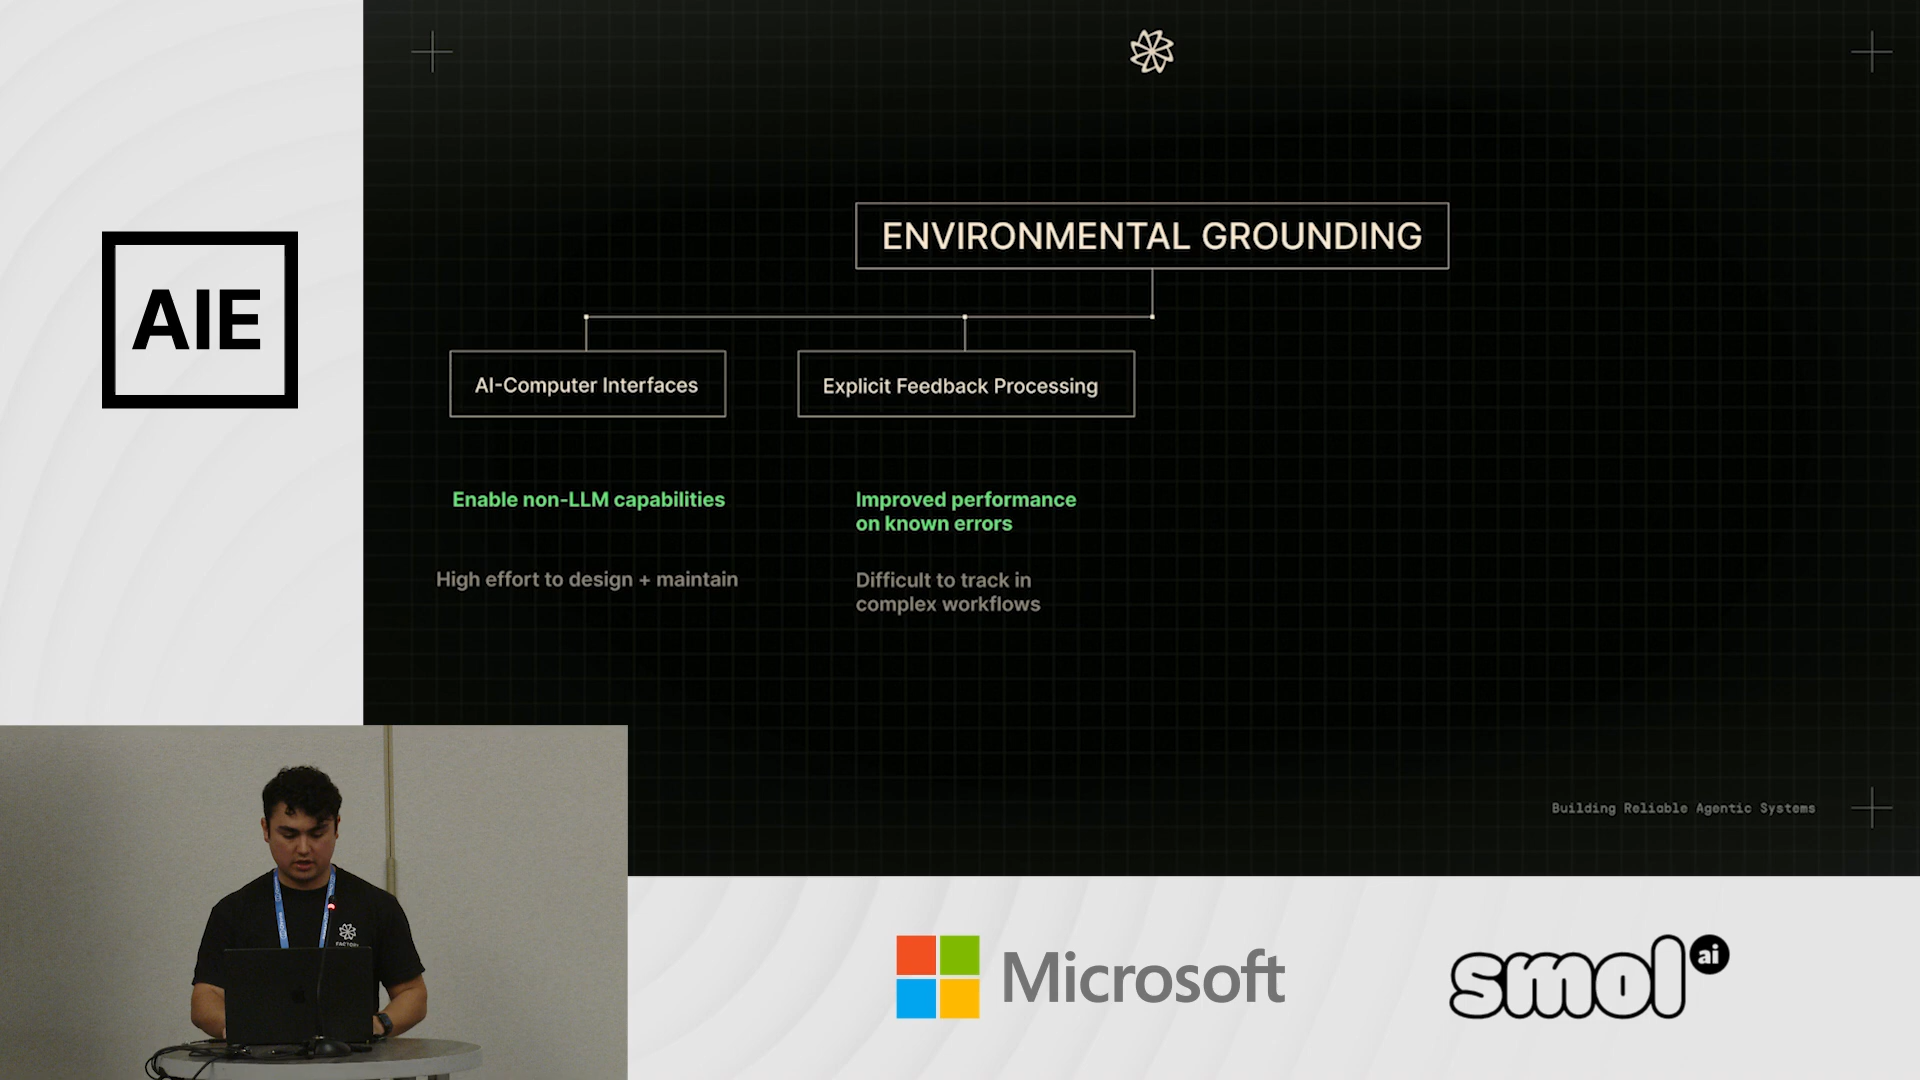 AIE
ENVIRONMENTAL GROUNDING
AI-Computer Interfaces
Explicit Feedback Processing
Enable non-LLM capabilities
Improved performance
on known errors
High effort to design + maintain
Difficult to track in
complex workflows
Building Reliable Agentic Systems
FACTORY
Microsoft
smol ai